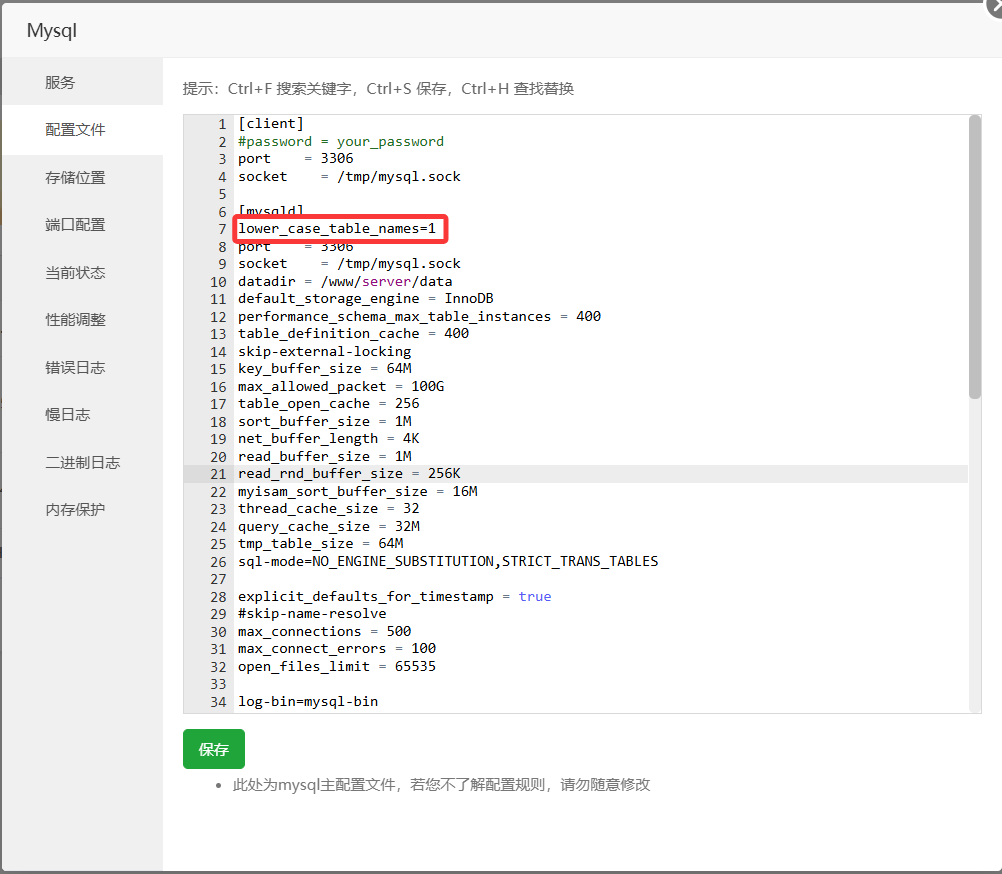 Mysql
服务
配置文件
存储位置
端口配置
当前状态
性能调整
错误日志
慢日志
二进制日志
内存保护
提示：Ctrl+F 搜索关键字，Ctrl+S 保存，Ctrl+H 查找替换
1 [client]
2 #password = your_password
3 port    = 3306
4 socket    = /tmp/mysql.sock
5
6 [mysqld]
7 lower_case_table_names=1
8 port    = 3306
9 socket    = /tmp/mysql.sock
10 datadir = /www/server/data
11 default_storage_engine = InnoDB
12 performance_schema_max_table_instances = 400
13 table_definition_cache = 400
14 skip-external-locking
15 key_buffer_size = 64M
16 max_allowed_packet = 100G
17 table_open_cache = 256
18 sort_buffer_size = 1M
19 net_buffer_length = 4K
20 read_buffer_size = 1M
21 read_rnd_buffer_size = 256K
22 myisam_sort_buffer_size = 16M
23 thread_cache_size = 32
24 query_cache_size = 32M
25 tmp_table_size = 64M
26 sql-mode=NO_ENGINE_SUBSTITUTION,STRICT_TRANS_TABLES
27
28 explicit_defaults_for_timestamp = true
29 #skip-name-resolve
30 max_connections = 500
31 max_connect_errors = 100
32 open_files_limit = 65535
33
34 log-bin=mysql-bin
保存
• 此处为mysql主配置文件，若您不了解配置规则，请勿随意修改